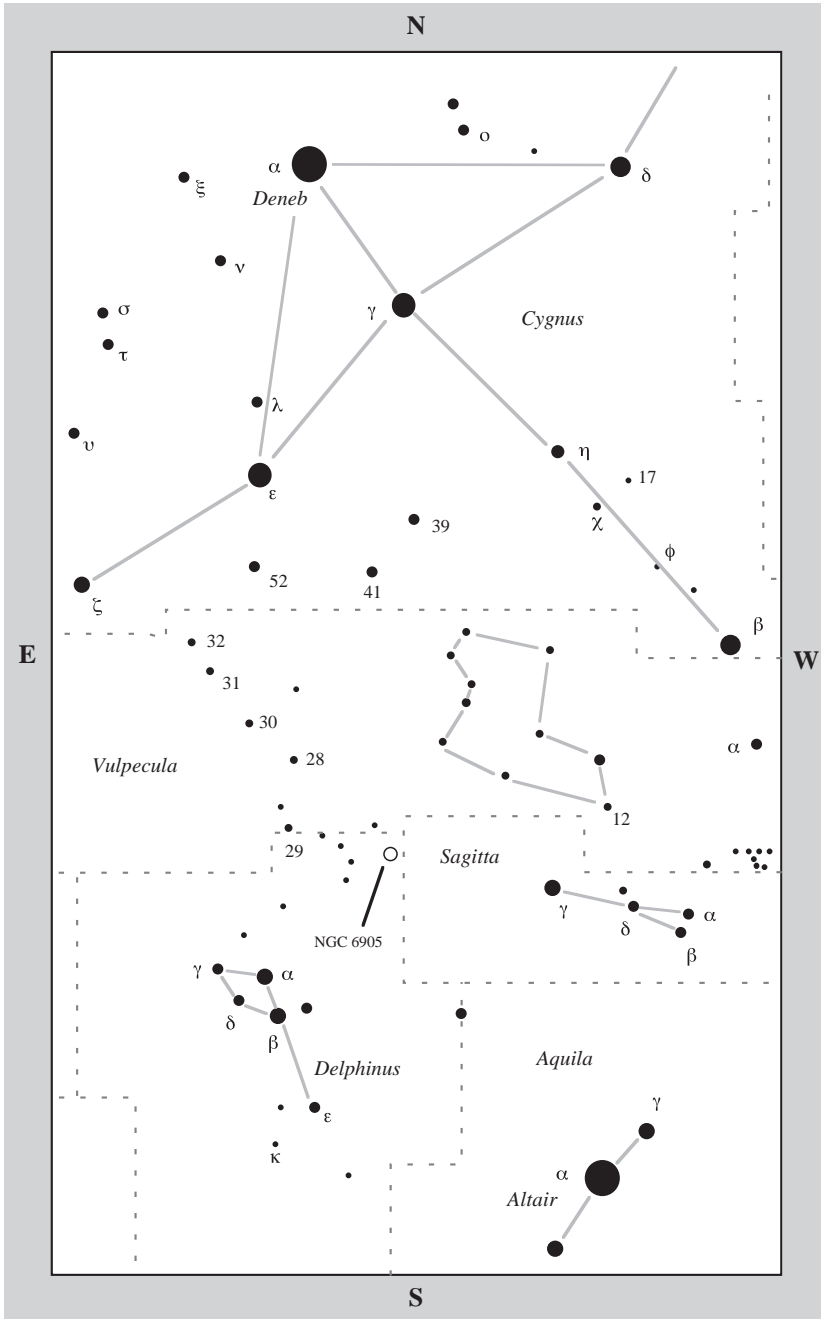 N
ο
α
δ
ξ
Deneb
ν
σ
γ
Cygnus
τ
λ
υ
η
17
ε
χ
39
φ
52
41
ζ
β
32
E
W
31
30
α
Vulpecula
28
12
29
Sagitta
γ
α
δ
NGC 6905
β
γ
α
δ
β
Aquila
Delphinus
γ
ε
κ
α
Altair
S